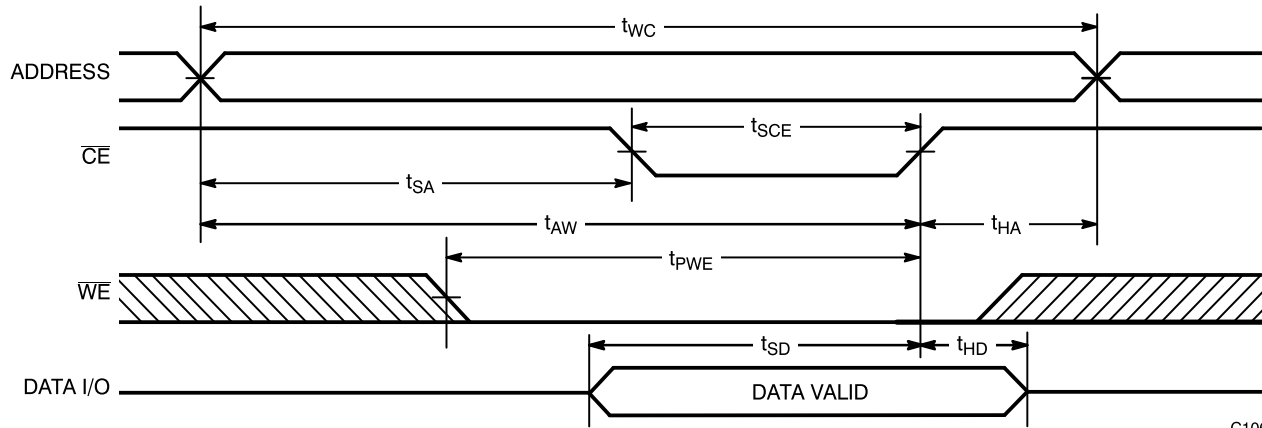 tWC
ADDRESS
tSCE
CE
tSA
tAW
tHA
tPWE
WE
tSD
tHD
DATA I/O
DATA VALID